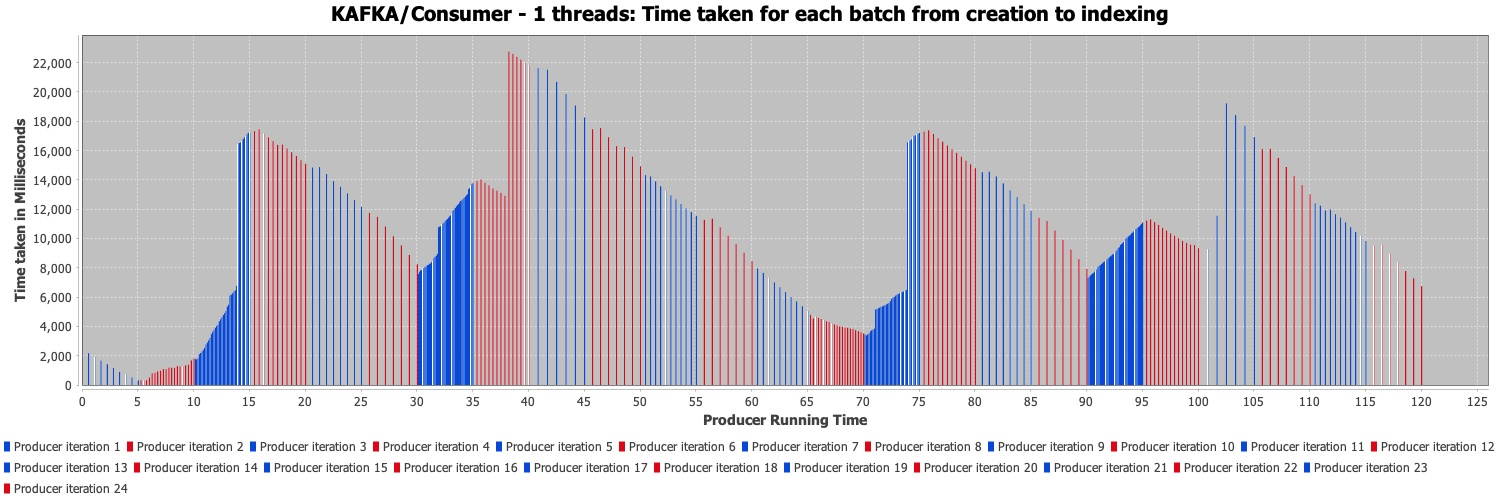 KAFKA/Consumer - 1 threads: Time taken for each batch from creation to indexing
Time taken in Milliseconds
22,000
20,000
18,000
16,000
14,000
12,000
10,000
8,000
6,000
4,000
2,000
0
0 5 10 15 20 25 30 35 40 45 50 55 60 65 70 75 80 85 90 95 100 105 110 115 120 125
Producer Running Time
Producer iteration 1 Producer iteration 2 Producer iteration 3 Producer iteration 4 Producer iteration 5 Producer iteration 6 Producer iteration 7 Producer iteration 8 Producer iteration 9 Producer iteration 10 Producer iteration 11 Producer iteration 12
Producer iteration 13 Producer iteration 14 Producer iteration 15 Producer iteration 16 Producer iteration 17 Producer iteration 18 Producer iteration 19 Producer iteration 20 Producer iteration 21 Producer iteration 22 Producer iteration 23
Producer iteration 24